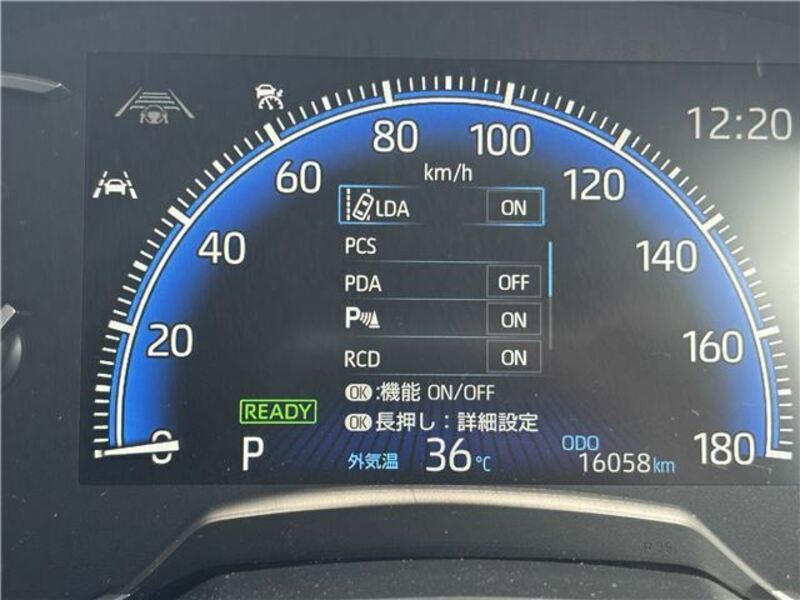 12:20
80
100
km/h
60
120
LDA ON
40
PCS
140
PDA OFF
P ON
20
160
RCD ON
OK:機能 ON/OFF
READY
OK長押し:詳細設定
0
P
外気温 36℃
ODO
16058km
180